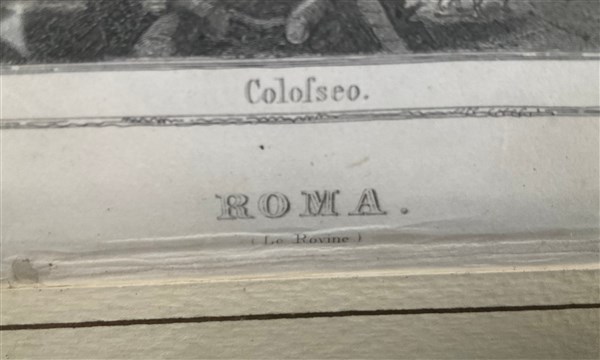 Coloſseo.
ROMA.
(Le Rovine)